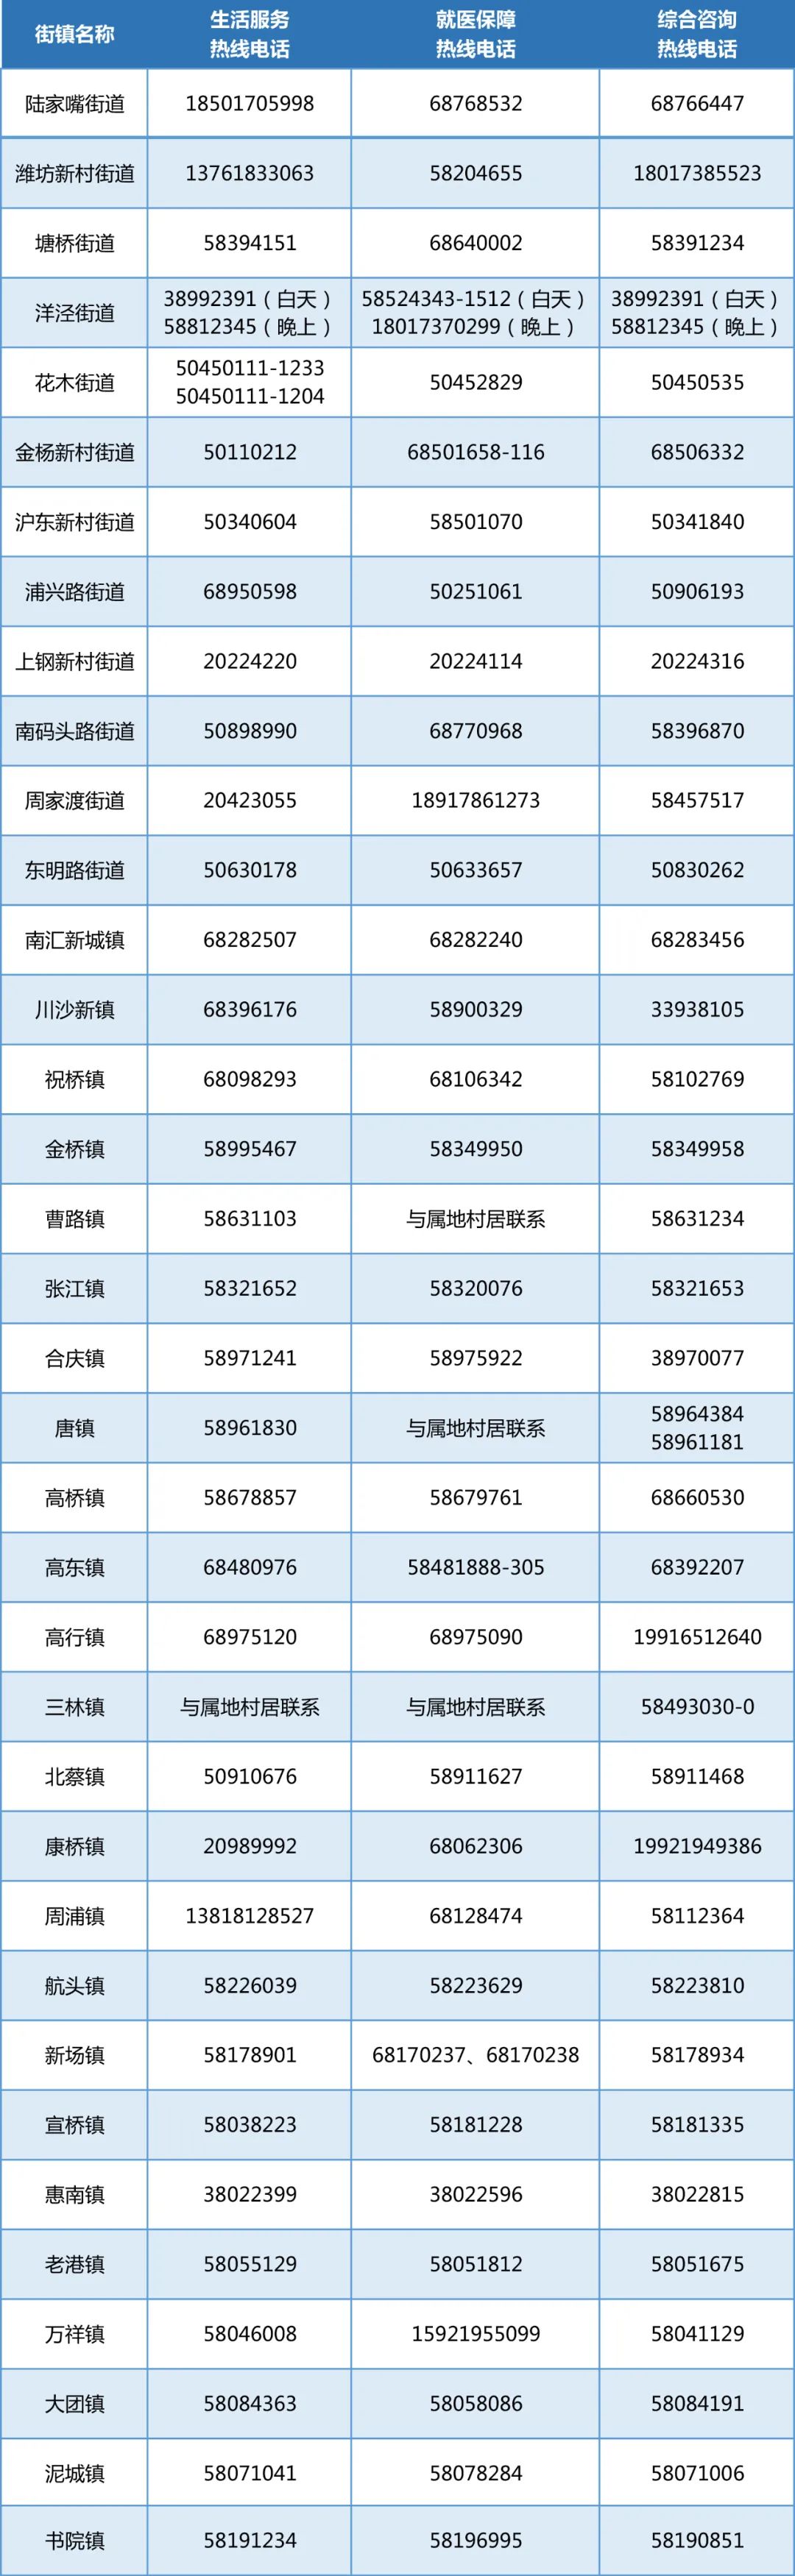 街镇名称 生活服务 就医保障 综合咨询
热线电话 热线电话 热线电话
陆家嘴街道 18501705998 68768532 68766447
潍坊新村街道 13761833063 58204655 18017385523
塘桥街道 58394151 68640002 58391234
洋泾街道 38992391（白天） 58524343-1512（白天） 38992391（白天）
58812345（晚上） 18017370299（晚上） 58812345（晚上）
花木街道 50450111-1233 50452829 50450535
50450111-1204
金杨新村街道 50110212 68501658-116 68506332
沪东新村街道 50340604 58501070 50341840
浦兴路街道 68950598 50251061 50906193
上钢新村街道 20224220 20224114 20224316
南码头路街道 50898990 68770968 58396870
周家渡街道 20423055 18917861273 58457517
东明路街道 50630178 50633657 50830262
南汇新城镇 68282507 68282240 68283456
川沙新镇 68396176 58900329 33938105
祝桥镇 68098293 68106342 58102769
金桥镇 58995467 58349950 58349958
曹路镇 58631103 与属地村居联系 58631234
张江镇 58321652 58320076 58321653
合庆镇 58971241 58975922 38970077
唐镇 58961830 与属地村居联系 58964384
58961181
高桥镇 58678857 58679761 68660530
高东镇 68480976 58481888-305 68392207
高行镇 68975120 68975090 19916512640
三林镇 与属地村居联系 与属地村居联系 58493030-0
北蔡镇 50910676 58911627 58911468
康桥镇 20989992 68062306 19921949386
周浦镇 13818128527 68128474 58112364
航头镇 58226039 58223629 58223810
新场镇 58178901 68170237、68170238 58178934
宣桥镇 58038223 58181228 58181335
惠南镇 38022399 38022596 38022815
老港镇 58055129 58051812 58051675
万祥镇 58046008 15921955099 58041129
大团镇 58084363 58058086 58084191
泥城镇 58071041 58078284 58071006
书院镇 58191234 58196995 58190851